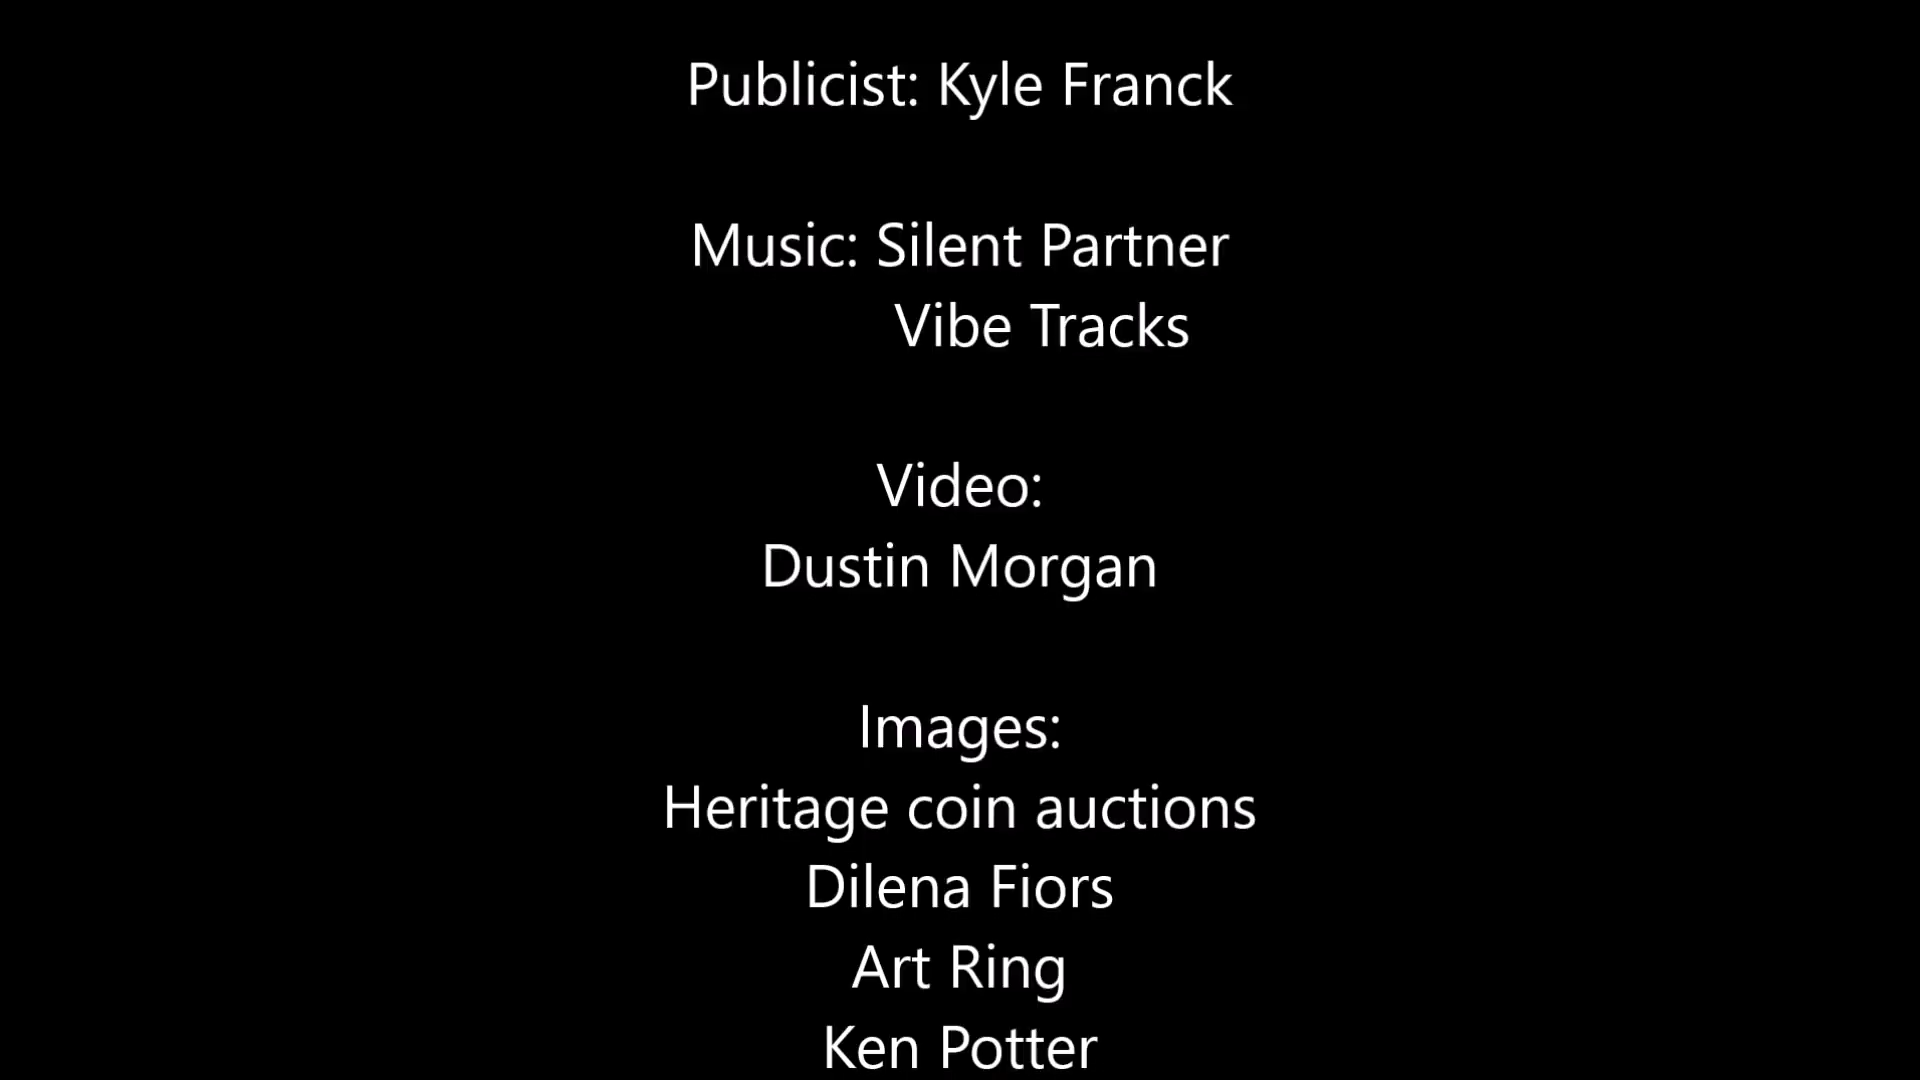 Publicist: Kyle Franck
Music: Silent Partner
Vibe Tracks
Video:
Dustin Morgan
Images:
Heritage coin auctions
Dilena Fiors
Art Ring
Ken Potter